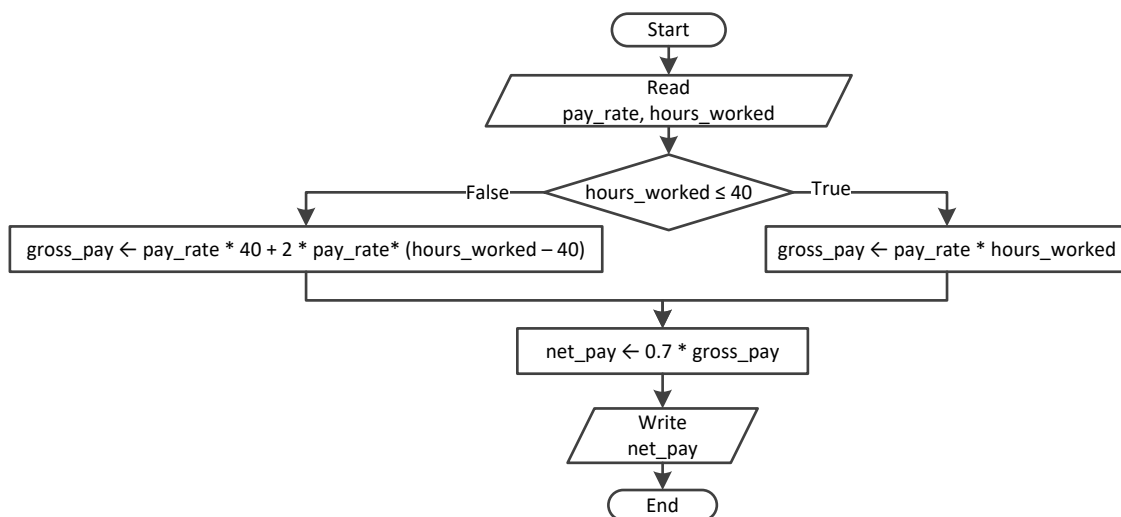 Start
Read
pay_rate, hours_worked
hours_worked ≤ 40
False
True
gross_pay ← pay_rate * 40 + 2 * pay_rate* (hours_worked – 40)
gross_pay ← pay_rate * hours_worked
net_pay ← 0.7 * gross_pay
Write
net_pay
End